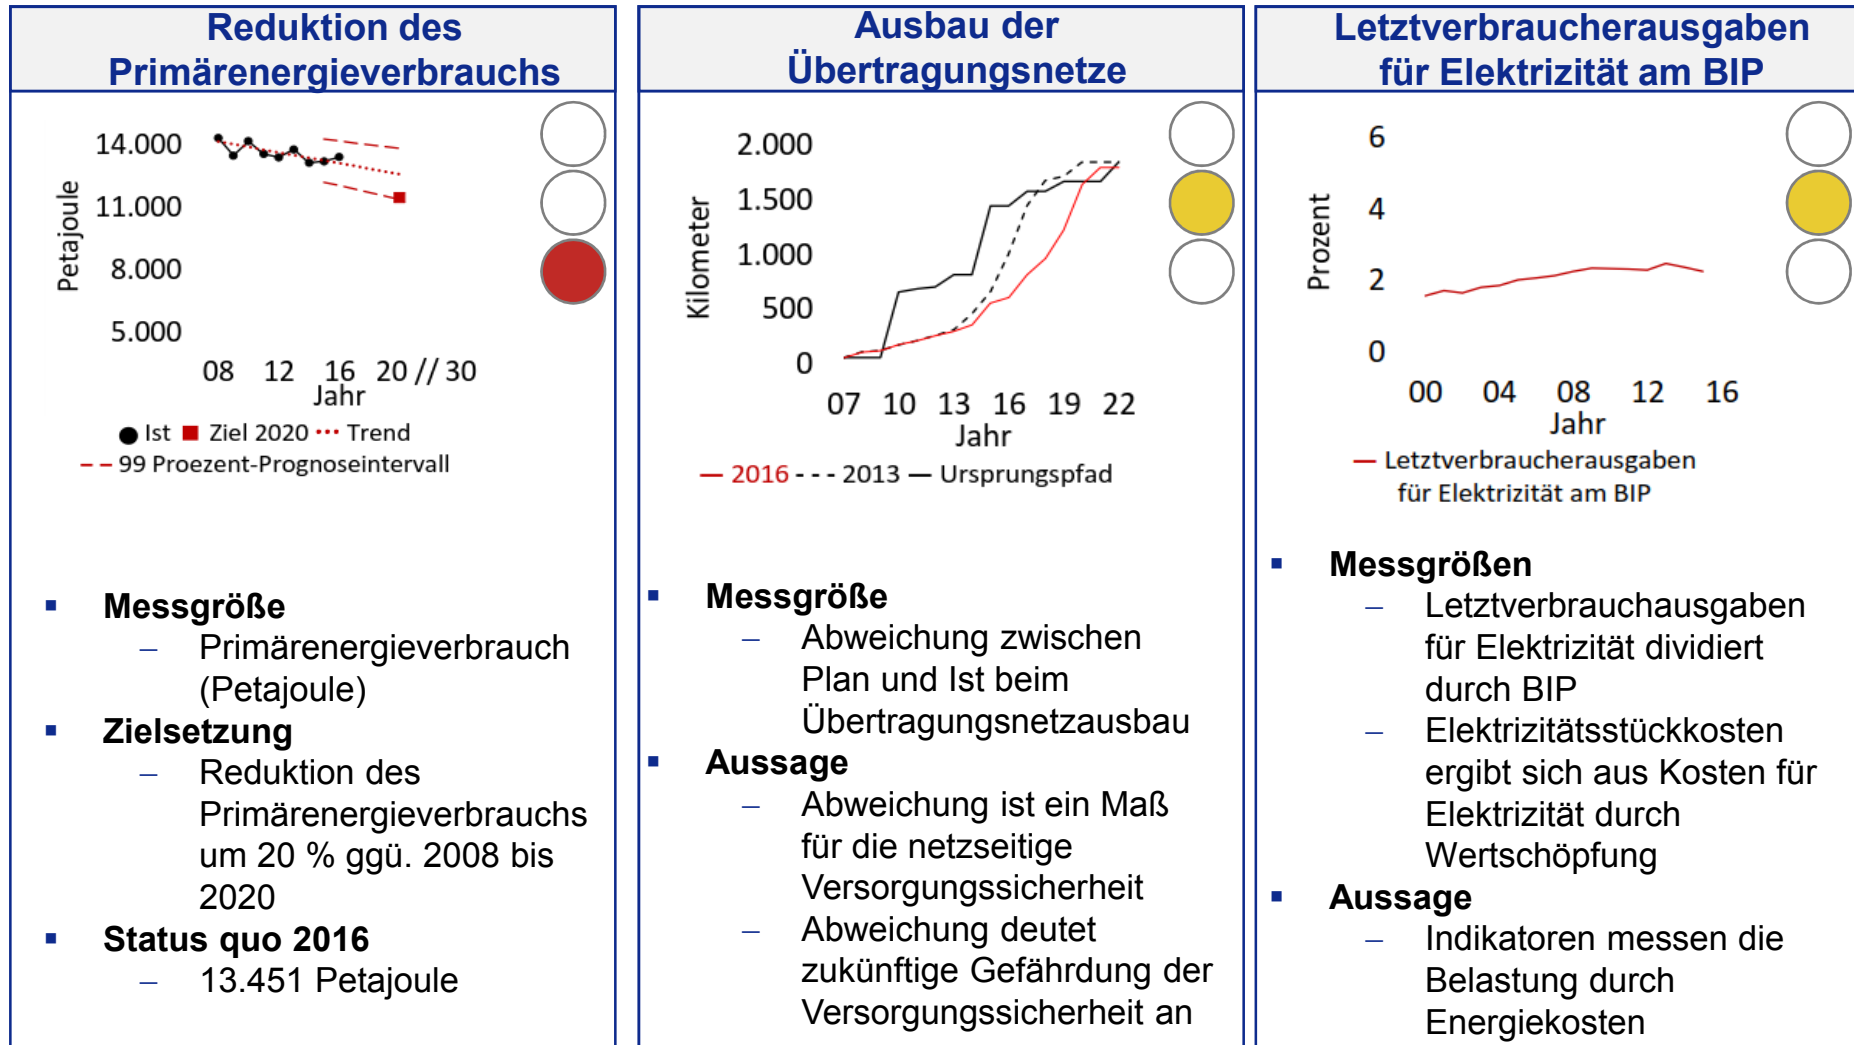 Reduktion des
Primärenergieverbrauchs
14.000
11.000
8.000
5.000
Petajoule
08 12 16 20 // 30
Jahr
Ist Ziel 2020 Trend
99 Proezent-Prognoseintervall
Messgröße
Primärenergieverbrauch
(Petajoule)
Zielsetzung
Reduktion des
Primärenergieverbrauchs
um 20 % ggü. 2008 bis
2020
Status quo 2016
13.451 Petajoule
Ausbau der
Übertragungsnetze
2.000
1.500
1.000
500
0
Kilometer
07 10 13 16 19 22
Jahr
2016 2013 Ursprungspfad
Messgröße
Abweichung zwischen
Plan und Ist beim
Übertragungsnetzausbau
Aussage
Abweichung ist ein Maß
für die netzseitige
Versorgungssicherheit
Abweichung deutet
zukünftige Gefährdung der
Versorgungssicherheit an
Letztverbraucherausgaben
für Elektrizität am BIP
6
4
2
0
Prozent
00 04 08 12 16
Jahr
Letztverbraucherausgaben
für Elektrizität am BIP
Messgrößen
Letztverbrauchausgaben
für Elektrizität dividiert
durch BIP
Elektrizitätsstückkosten
ergibt sich aus Kosten für
Elektrizität durch
Wertschöpfung
Aussage
Indikatoren messen die
Belastung durch
Energiekosten